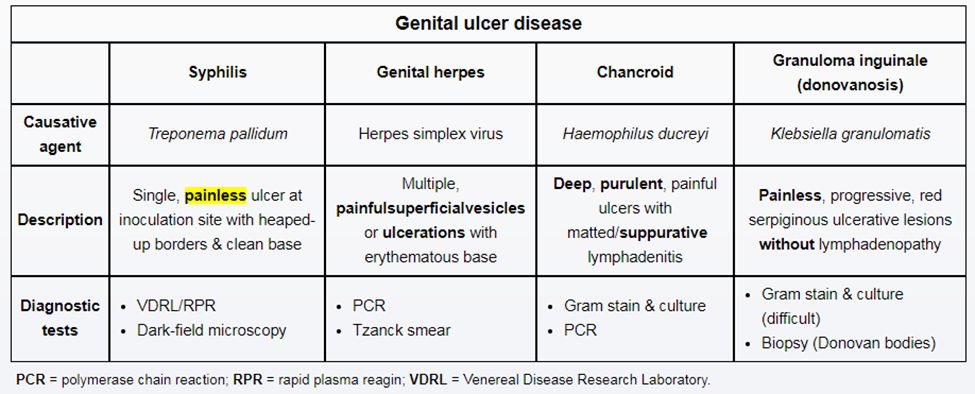 Genital ulcer disease
Syphilis
Genital herpes
Chancroid
Granuloma inguinale
(donovanosis)
Causative
agent
Treponema pallidum
Herpes simplex virus
Haemophilus ducreyi
Klebsiella granulomatis
Description
Single, painless ulcer at
inoculation site with heaped-
up borders & clean base
Multiple,
painfulsuperficialvesicles
or ulcerations with
erythematous base
Deep, purulent, painful
ulcers with
matted/suppurative
lymphadenitis
Painless, progressive, red
serpiginous ulcerative lesions
without lymphadenopathy
Diagnostic
tests
• VDRL/RPR
• Dark-field microscopy
• PCR
• Tzanck smear
• Gram stain & culture
• PCR
• Gram stain & culture
(difficult)
• Biopsy (Donovan bodies)
PCR = polymerase chain reaction; RPR = rapid plasma reagin; VDRL = Venereal Disease Research Laboratory.